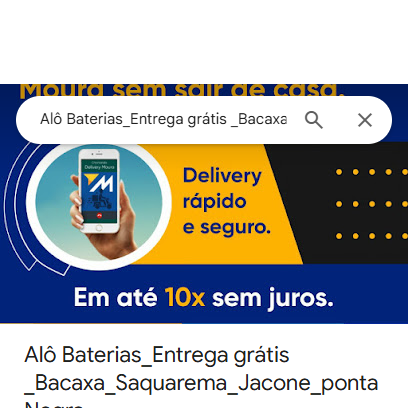 Moura sem sair de casa.
Alô Baterias_Entrega grátis _Bacaxa
Delivery Moura
Delivery
rápido
e seguro.
Em até 10x sem juros.
Alô Baterias_Entrega grátis
_Bacaxa_Saquarema_Jacone_ponta
Negra